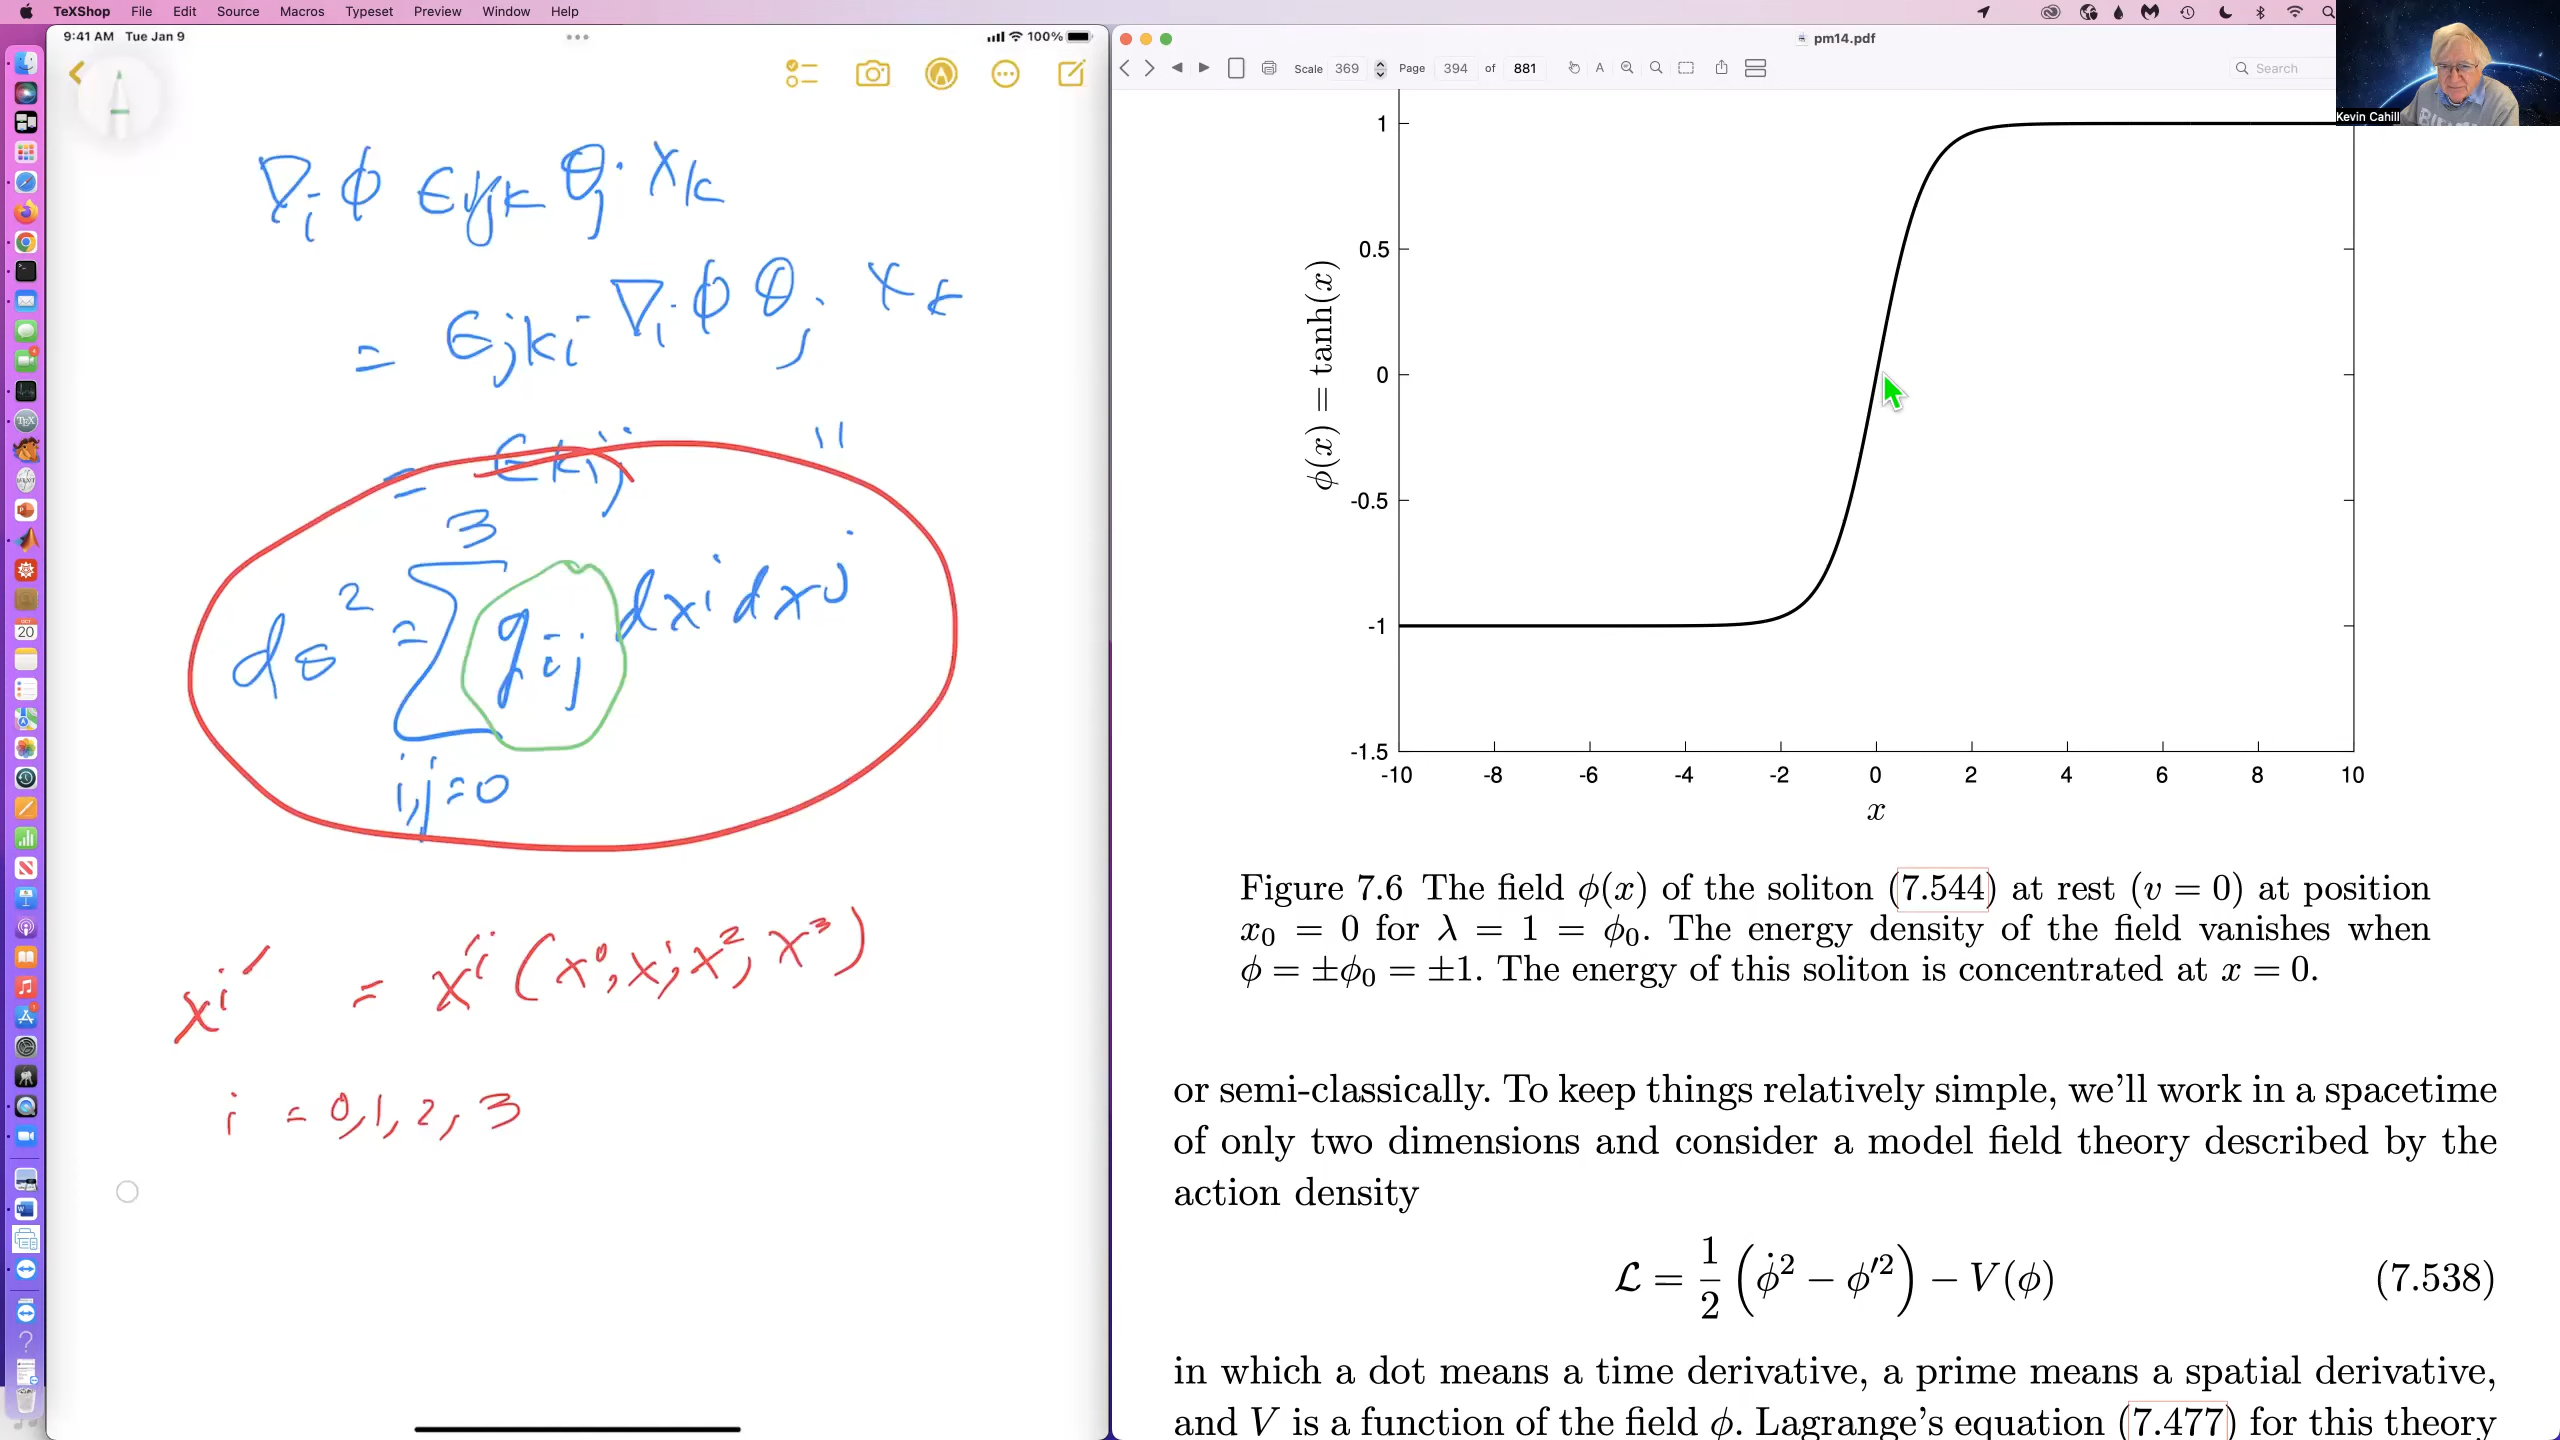 TeXShop File Edit Source Macros Typeset Preview Window Help
9:41 AM Tue Jan 9
100%
∇ᵢ ϕ ϵᵢⱼₖ θⱼ xₖ
= ϵⱼₖᵢ ∇ᵢ ϕ θⱼ xₖ
= ϵₖᵢⱼ "
ds² = Σ gᵢⱼ dxⁱ dxʲ
3
i,j=0
xⁱ′ = x′ⁱ (x⁰, x¹, x², x³)
i = 0, 1, 2, 3
OCT
20
pm14.pdf
Scale 369 Page 394 of 881 Search
Kevin Cahill
1
0.5
0
-0.5
-1
-1.5
ϕ(x) = tanh(x)
-10 -8 -6 -4 -2 0 2 4 6 8 10
x
Figure 7.6 The field ϕ(x) of the soliton (7.544) at rest (v = 0) at position
x₀ = 0 for λ = 1 = ϕ₀. The energy density of the field vanishes when
ϕ = ±ϕ₀ = ±1. The energy of this soliton is concentrated at x = 0.
or semi-classically. To keep things relatively simple, we'll work in a spacetime
of only two dimensions and consider a model field theory described by the
action density
ℒ = 1/2 (ϕ̇² − ϕ′²) − V(ϕ) (7.538)
in which a dot means a time derivative, a prime means a spatial derivative,
and V is a function of the field ϕ. Lagrange's equation (7.477) for this theory